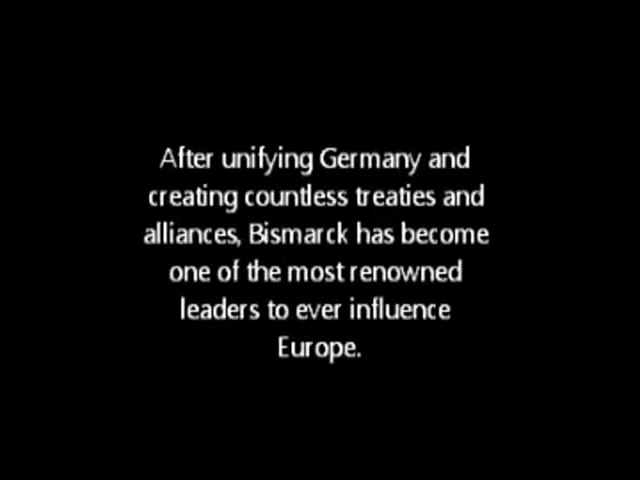 After unifying Germany and
creating countless treaties and
alliances, Bismarck has become
one of the most renowned
leaders to ever influence
Europe.